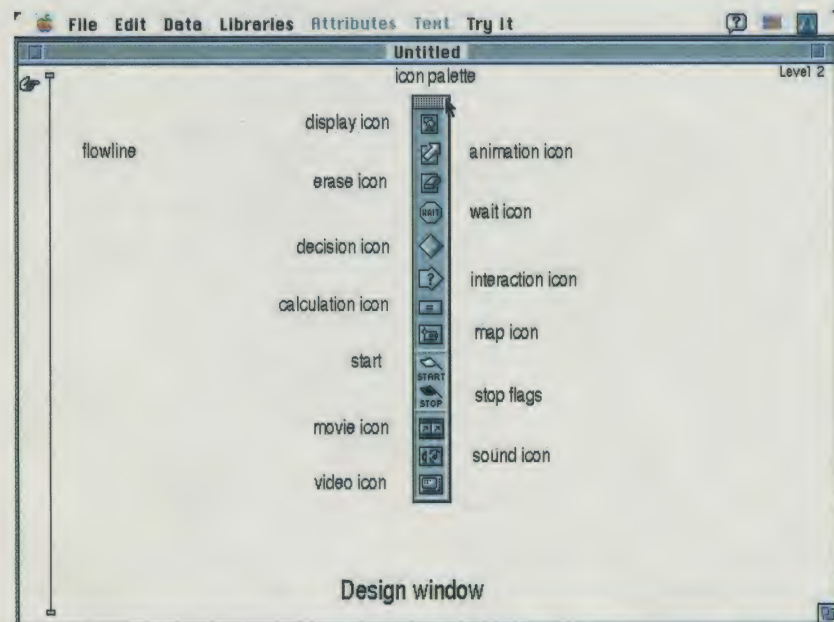 File Edit Data Libraries Attributes Text Try It
Untitled
icon palette
Level 2
display icon
flowline
animation icon
erase icon
WAIT
wait icon
decision icon
?
interaction icon
calculation icon
=
map icon
start
START
STOP
stop flags
movie icon
sound icon
video icon
Design window